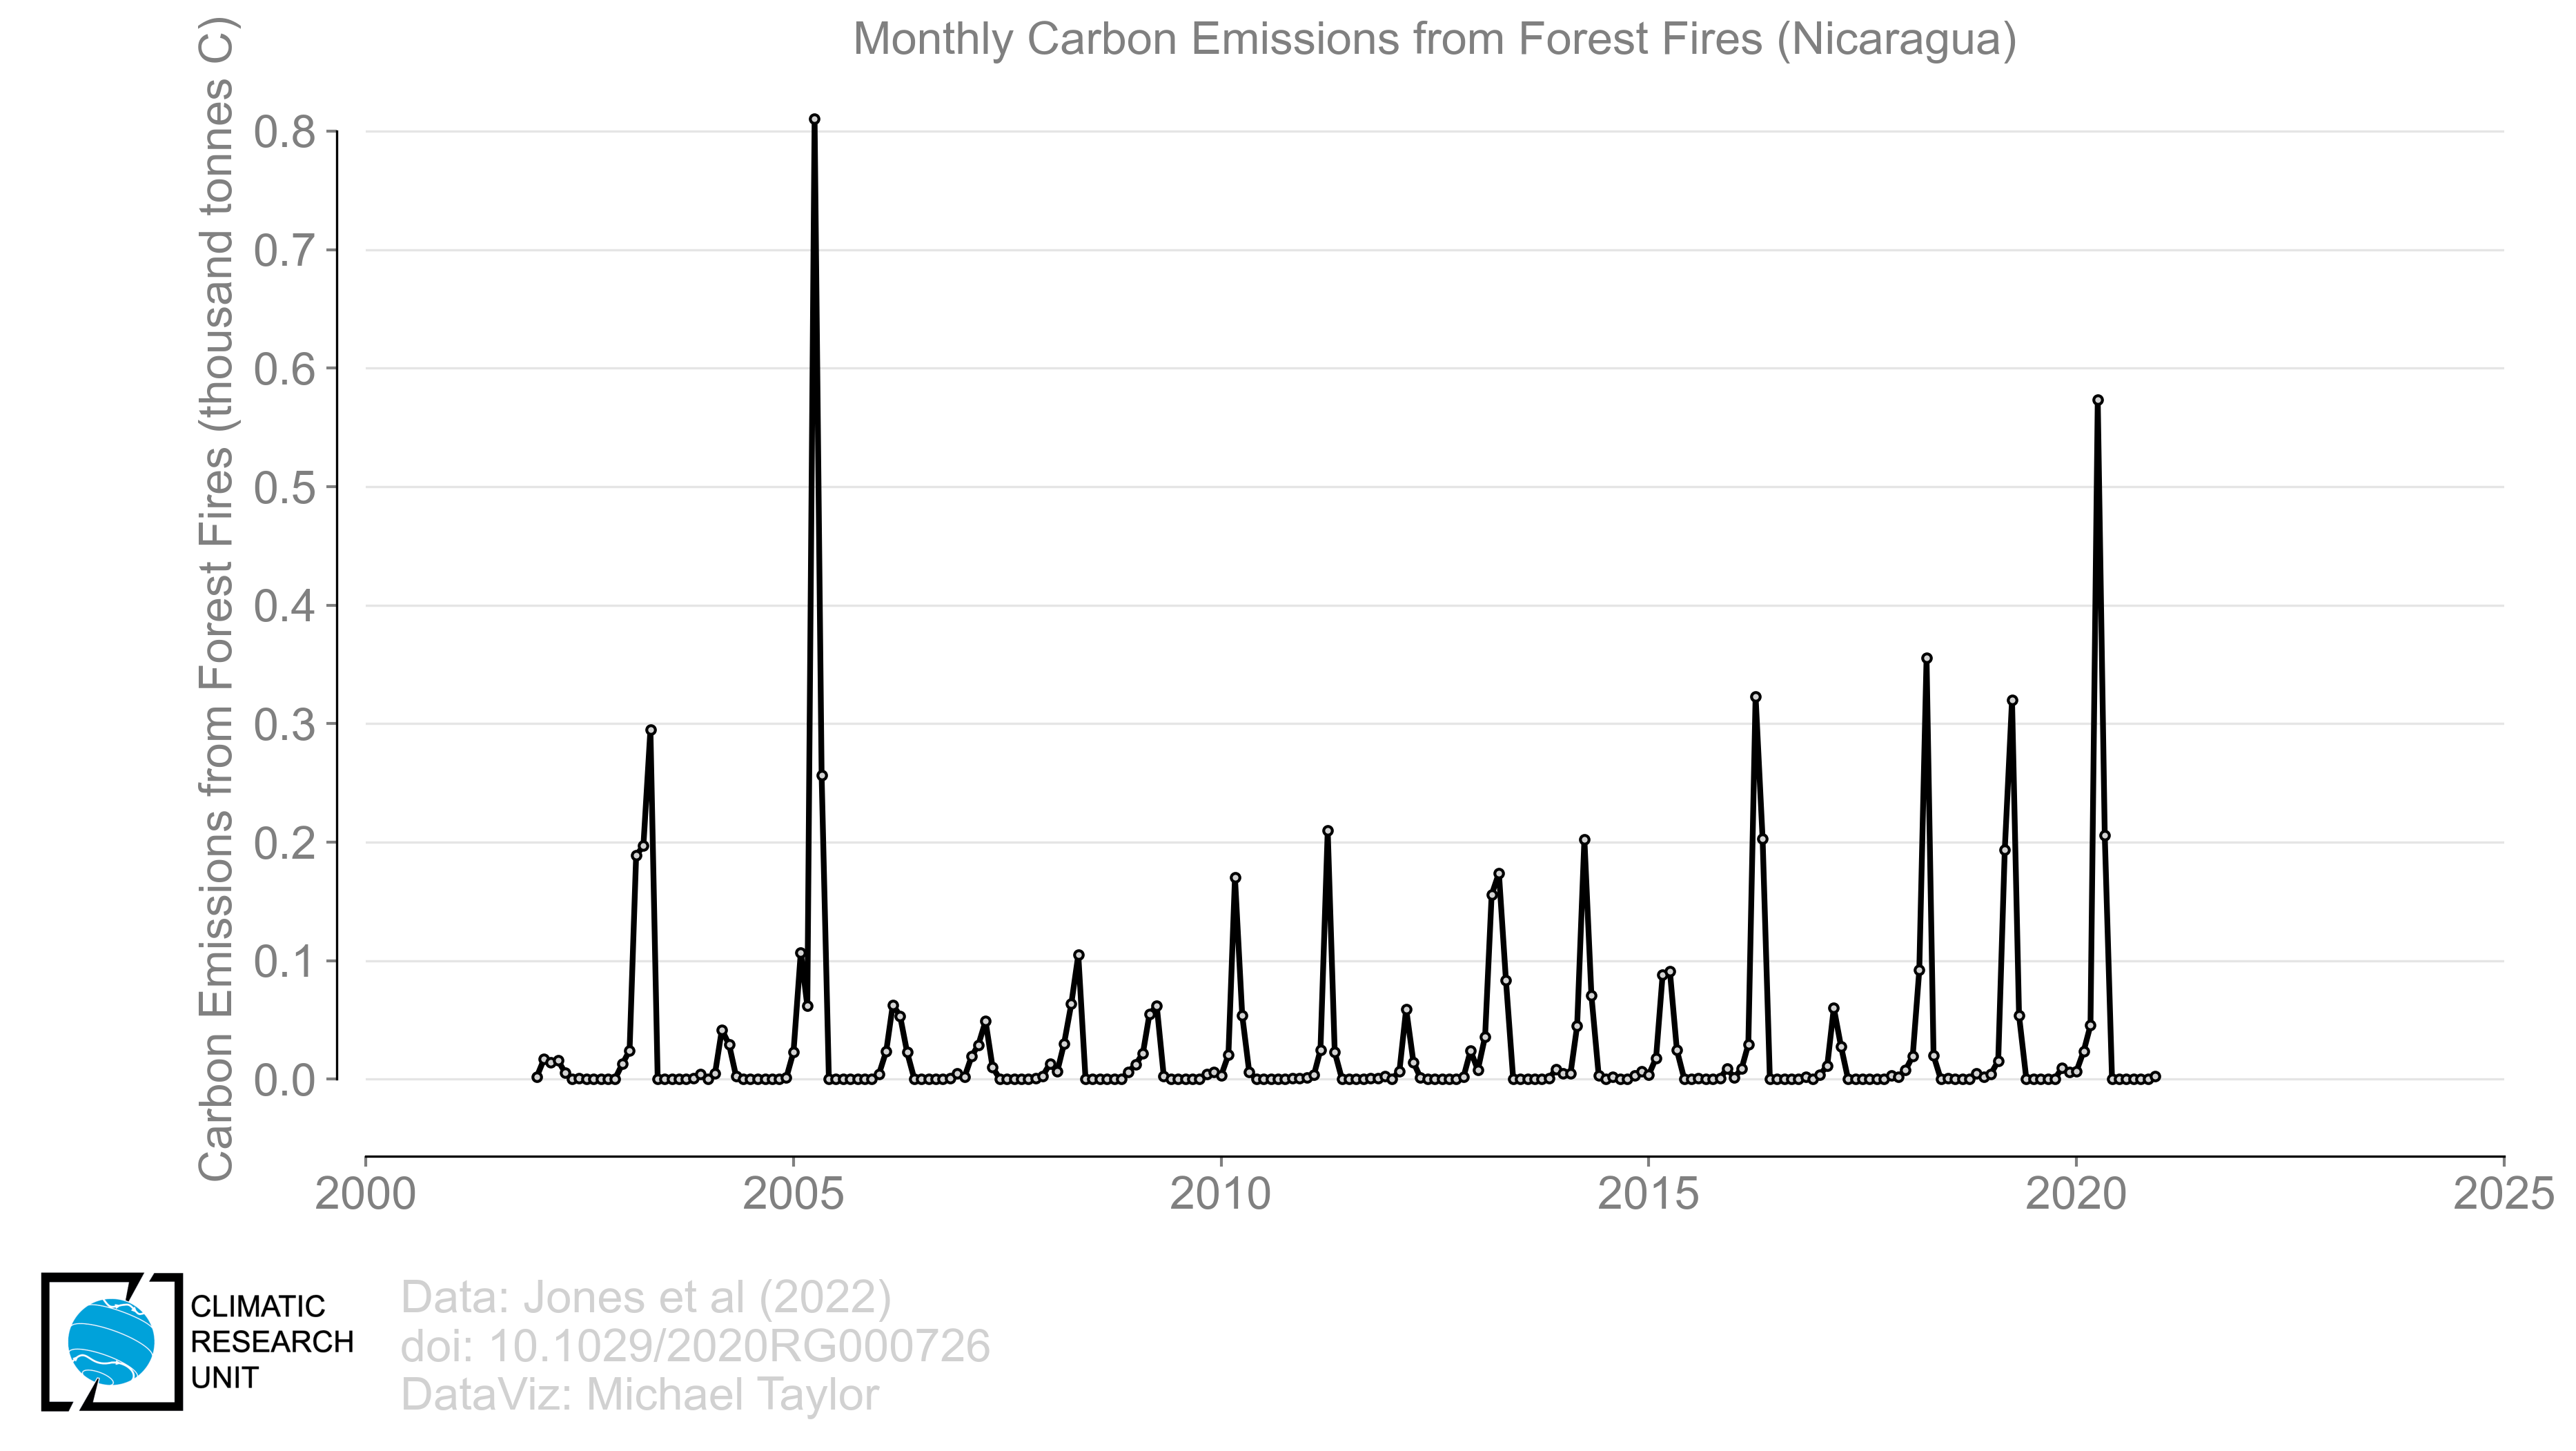 Monthly Carbon Emissions from Forest Fires (Nicaragua)
Carbon Emissions from Forest Fires (thousand tonnes C)
0.8
0.7
0.6
0.5
0.4
0.3
0.2
0.1
0.0
2000
2005
2010
2015
2020
2025
CLIMATIC
RESEARCH
UNIT
Data: Jones et al (2022)
doi: 10.1029/2020RG000726
DataViz: Michael Taylor